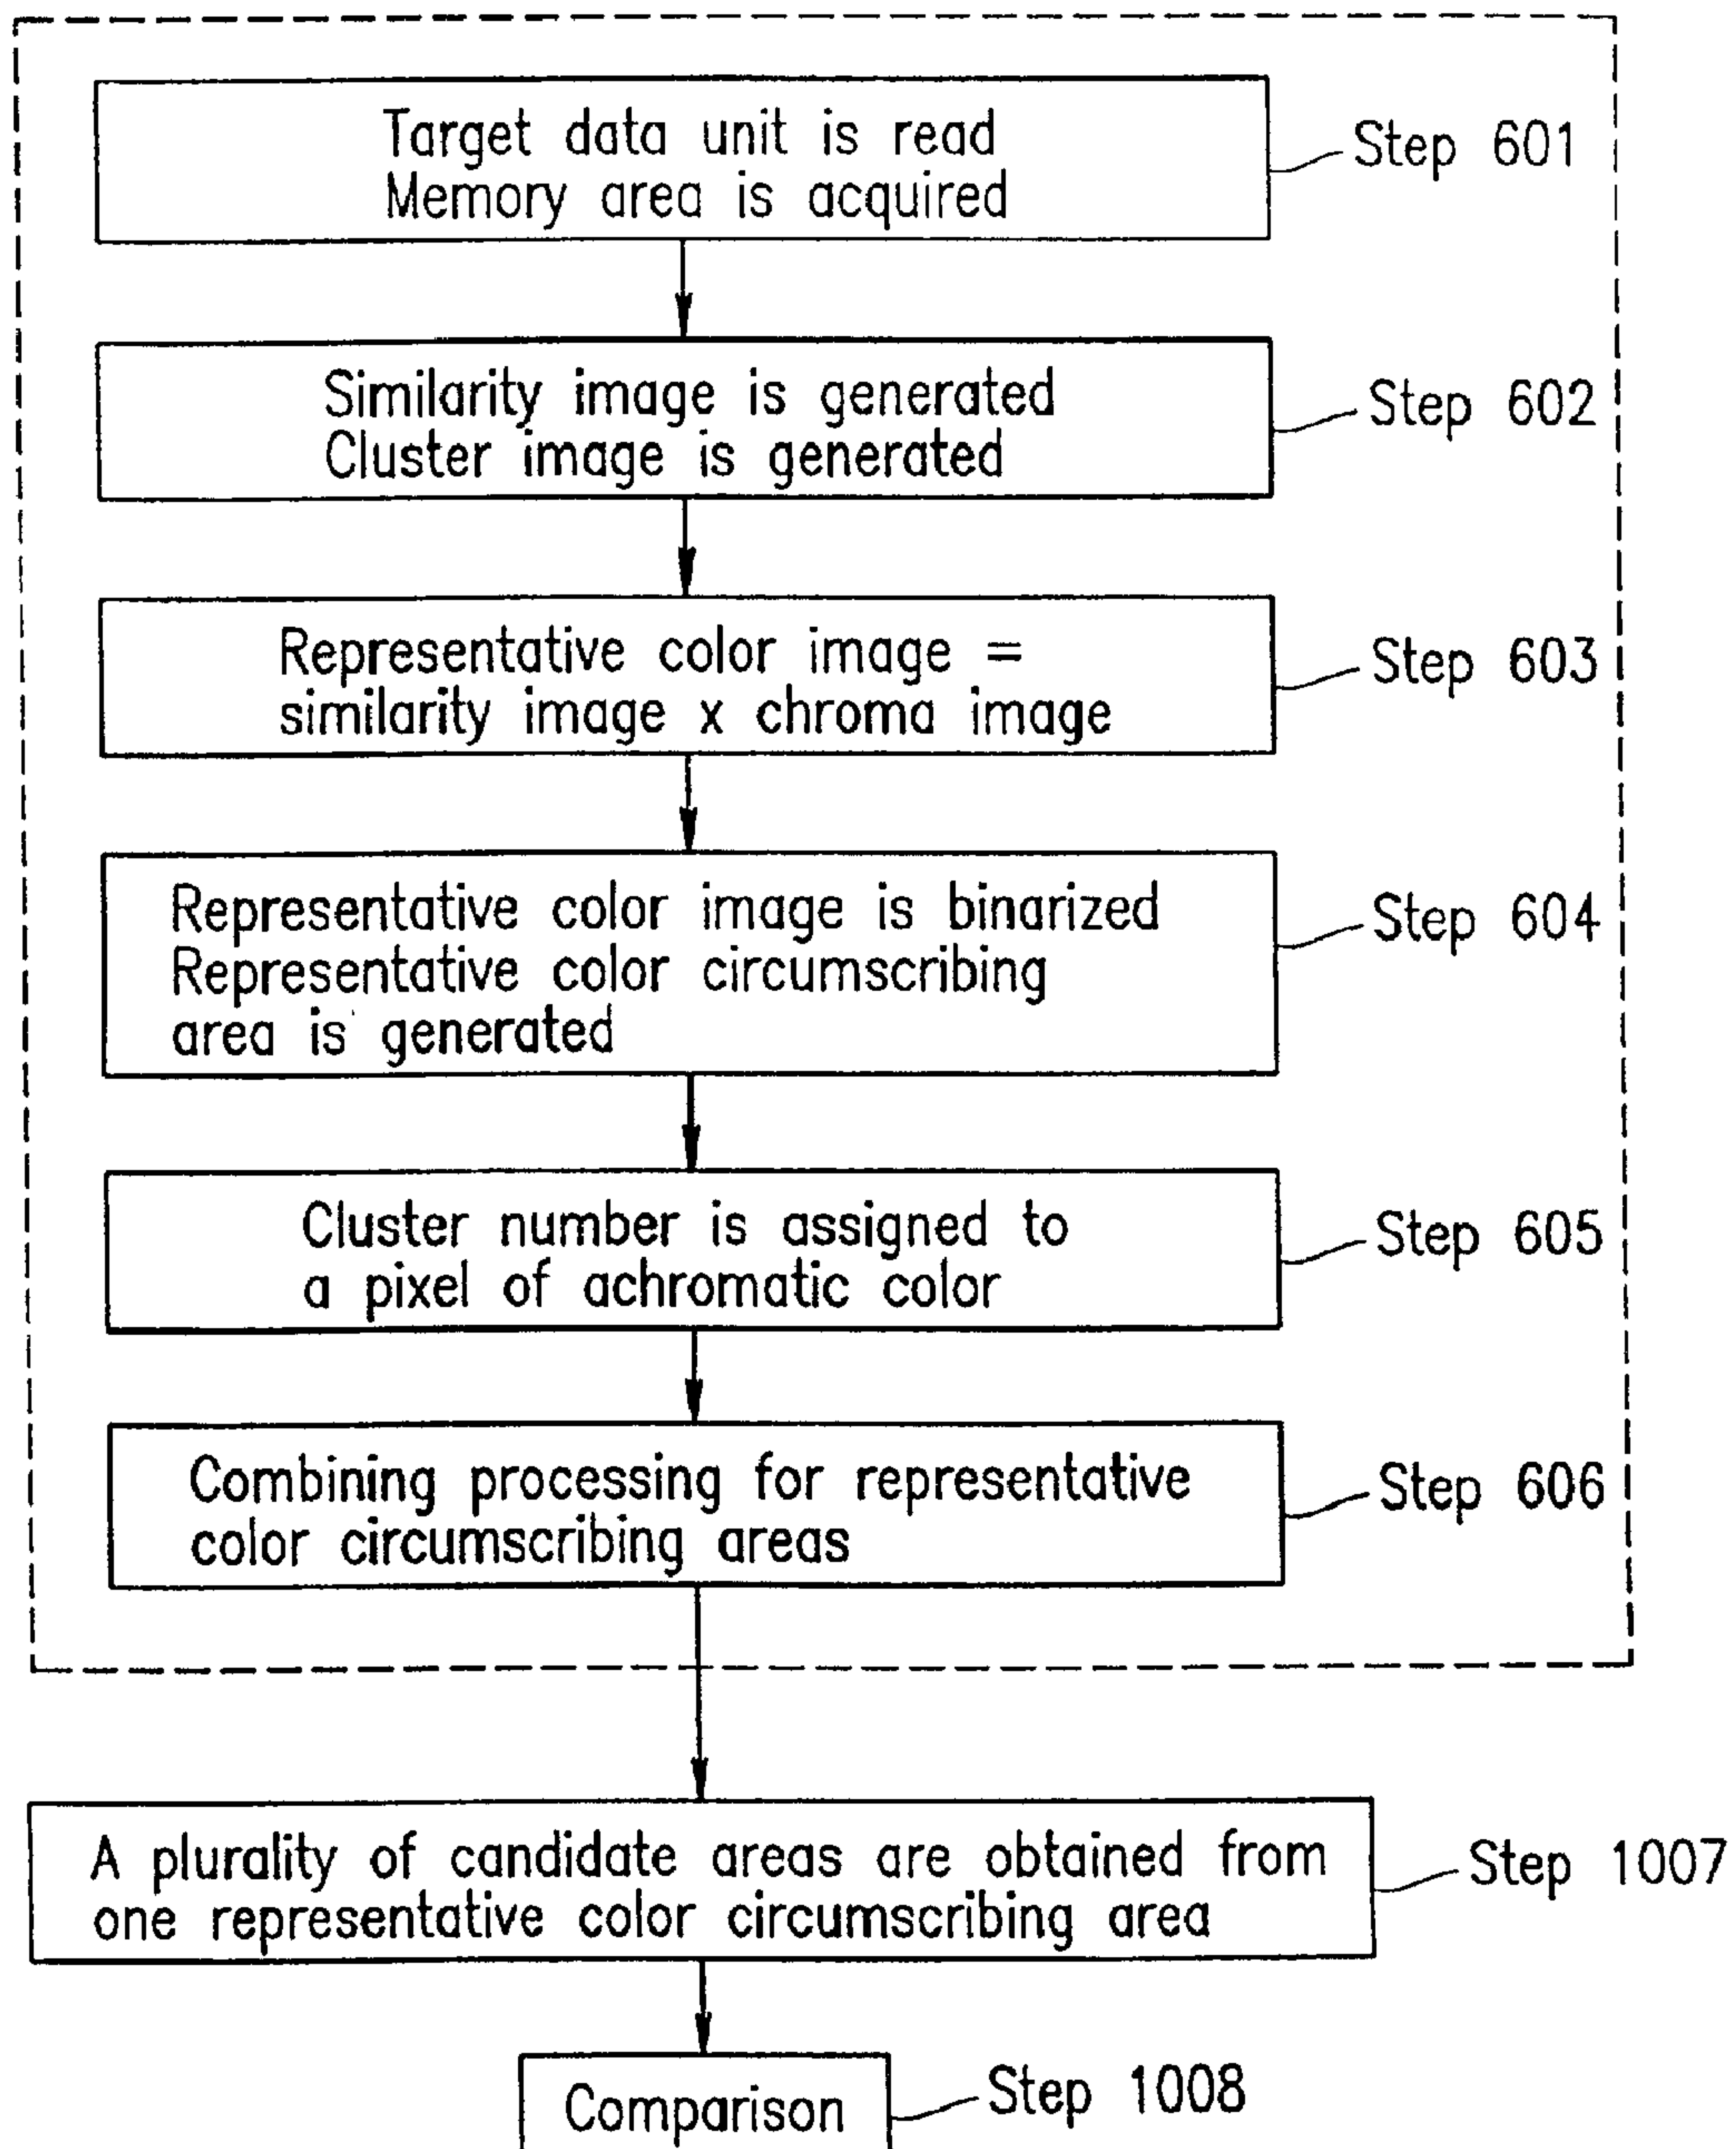 Target data unit is read
Memory area is acquired
Step 601
Similarity image is generated
Cluster image is generated
Step 602
Representative color image =
similarity image x chroma image
Step 603
Representative color image is binarized
Representative color circumscribing
area is generated
Step 604
Cluster number is assigned to
a pixel of achromatic color
Step 605
Combining processing for representative
color circumscribing areas
Step 606
A plurality of candidate areas are obtained from
one representative color circumscribing area
Step 1007
Comparison
Step 1008